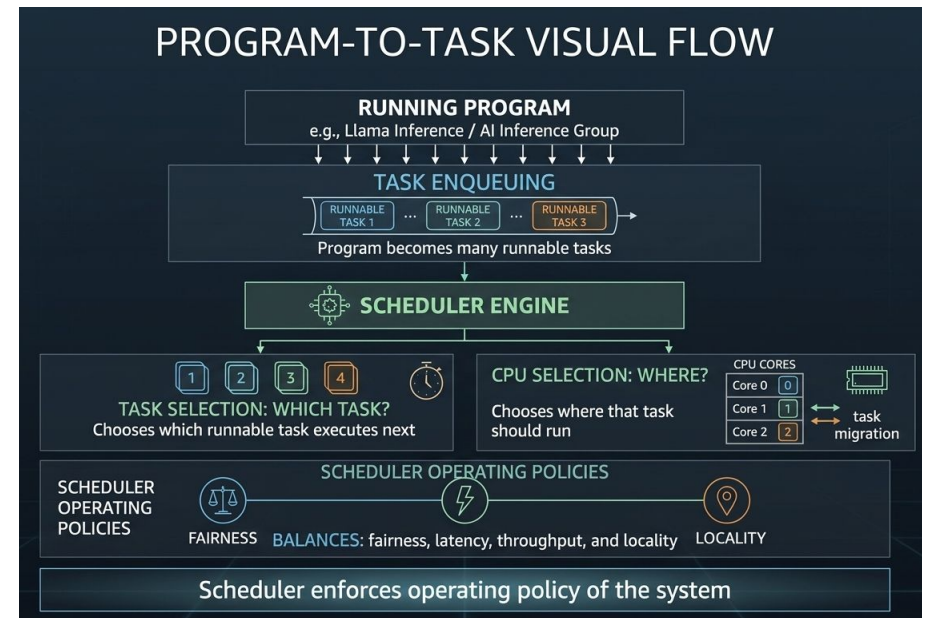 PROGRAM-TO-TASK VISUAL FLOW
RUNNING PROGRAM
e.g., Llama Inference / AI Inference Group
TASK ENQUEUING
RUNNABLE
TASK 1
...
RUNNABLE
TASK 2
...
RUNNABLE
TASK 3
Program becomes many runnable tasks
SCHEDULER ENGINE
1
2
3
4
TASK SELECTION: WHICH TASK?
Chooses which runnable task executes next
CPU SELECTION: WHERE?
Chooses where that task
should run
CPU CORES
Core 0 0
Core 1 1
Core 2 2
task
migration
SCHEDULER
OPERATING
POLICIES
SCHEDULER OPERATING POLICIES
FAIRNESS
BALANCES: fairness, latency, throughput, and locality
LOCALITY
Scheduler enforces operating policy of the system